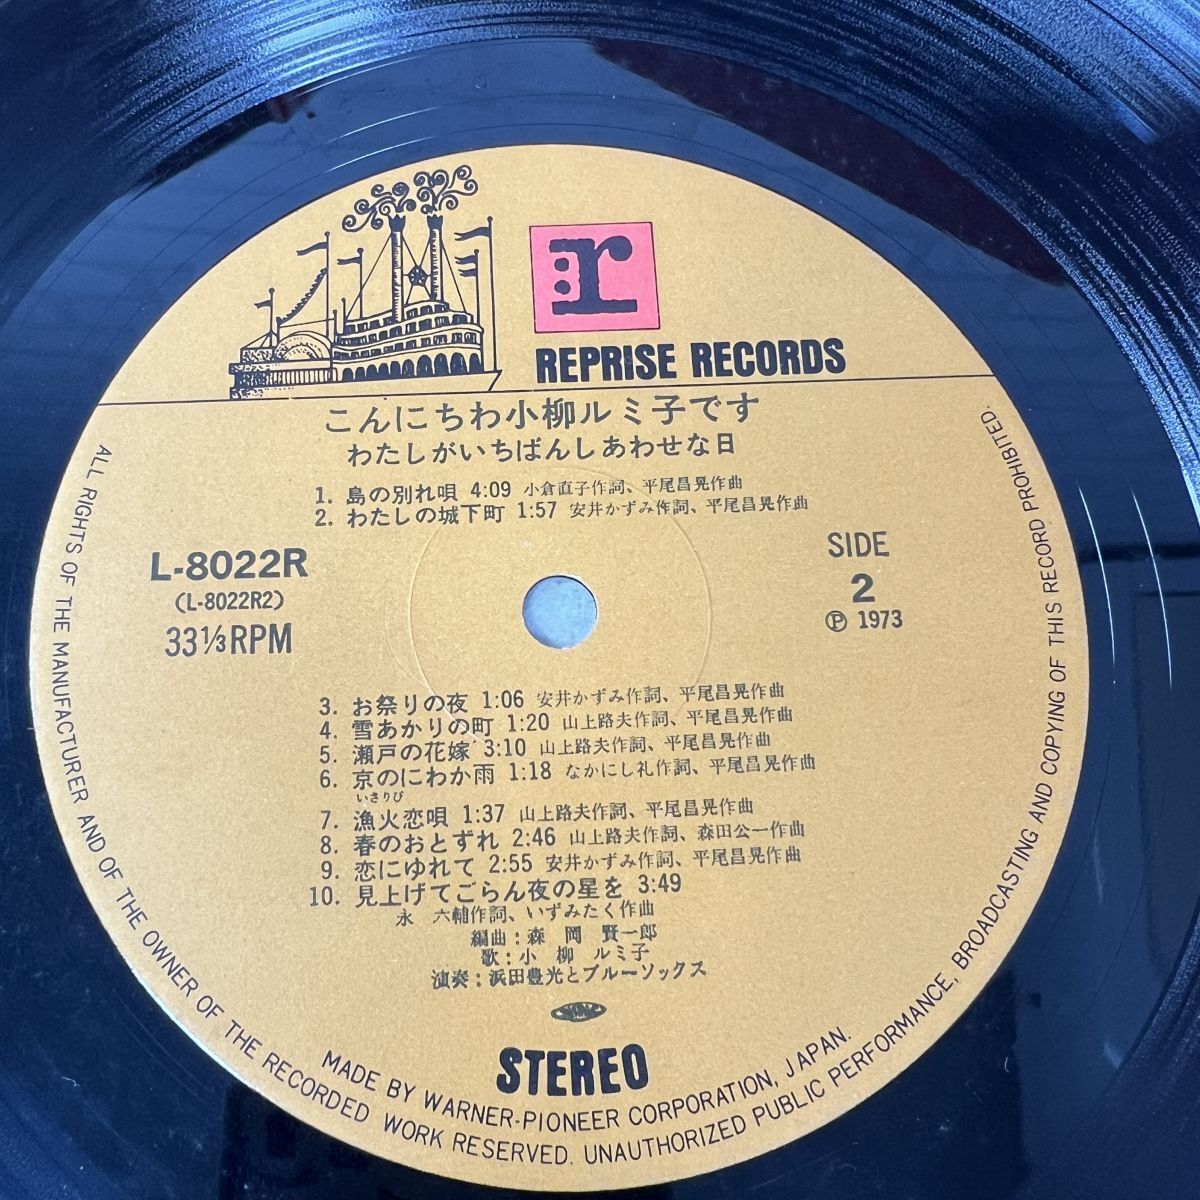 r
REPRISE RECORDS
こんにちわ小柳ルミ子です
わたしがいちばんしあわせな日
1. 島の別れ唄 4:09 小倉直子作詞、平尾昌晃作曲
2. わたしの城下町 1:57 安井かずみ作詞、平尾昌晃作曲
L-8022R
(L-8022R2)
33⅓RPM
SIDE
2
Ⓟ 1973
3. お祭りの夜 1:06 安井かずみ作詞、平尾昌晃作曲
4. 雪あかりの町 1:20 山上路夫作詞、平尾昌晃作曲
5. 瀬戸の花嫁 3:10 山上路夫作詞、平尾昌晃作曲
6. 京のにわか雨 1:18 なかにし礼作詞、平尾昌晃作曲
いさりび
7. 漁火恋唄 1:37 山上路夫作詞、平尾昌晃作曲
8. 春のおとずれ 2:46 山上路夫作詞、森田公一作曲
9. 恋にゆれて 2:55 安井かずみ作詞、平尾昌晃作曲
10. 見上げてごらん夜の星を 3:49
永 六輔作詞、いずみたく作曲
編曲：森 岡 賢一郎
歌：小 柳 ルミ子
演奏：浜田豊光とブルーソックス
STEREO
MADE BY WARNER-PIONEER CORPORATION, JAPAN.
ALL RIGHTS OF THE MANUFACTURER AND OF THE OWNER OF THE RECORDED WORK RESERVED. UNAUTHORIZED PUBLIC PERFORMANCE, BROADCASTING AND COPYING OF THIS RECORD PROHIBITED.